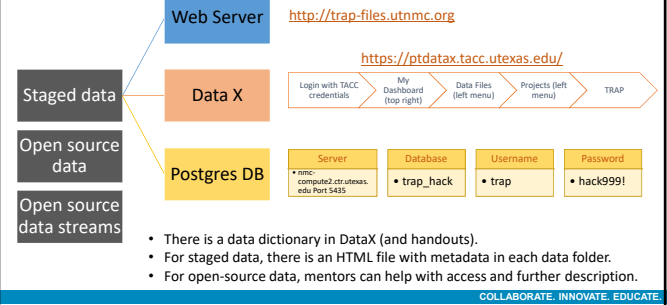 Web Server
http://trap-files.utnmc.org
https://ptdatax.tacc.utexas.edu/
Staged data
Data X
Login with TACC
credentials
My
Dashboard
(top right)
Data Files
(left menu)
Projects (left
menu)
TRAP
Open source
data
Postgres DB
Server
• nmc-
compute2.ctr.utexas.
edu Port 5435
Database
• trap_hack
Username
• trap
Password
• hack999!
Open source
data streams
• There is a data dictionary in DataX (and handouts).
• For staged data, there is an HTML file with metadata in each data folder.
• For open-source data, mentors can help with access and further description.
COLLABORATE. INNOVATE. EDUCATE.